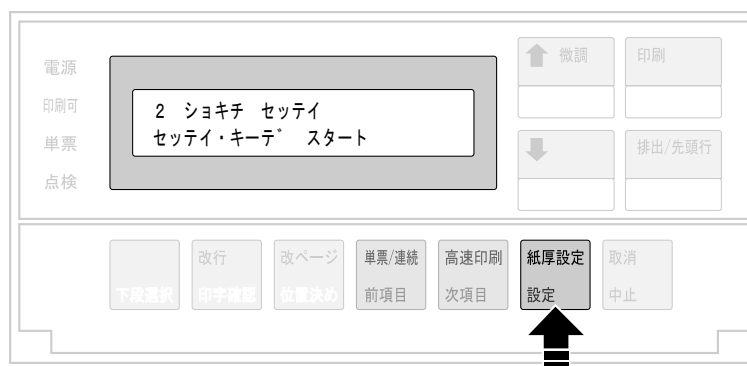 電源
印刷可
単票
点検
2 ショキチ セッテイ
セッテイ・キーデ スタート
微調
印刷
排出/先頭行
改行
改ページ
単票/連続
高速印刷
紙厚設定
取消
下段選択
印字確認
位置決め
前項目
次項目
設定
中止